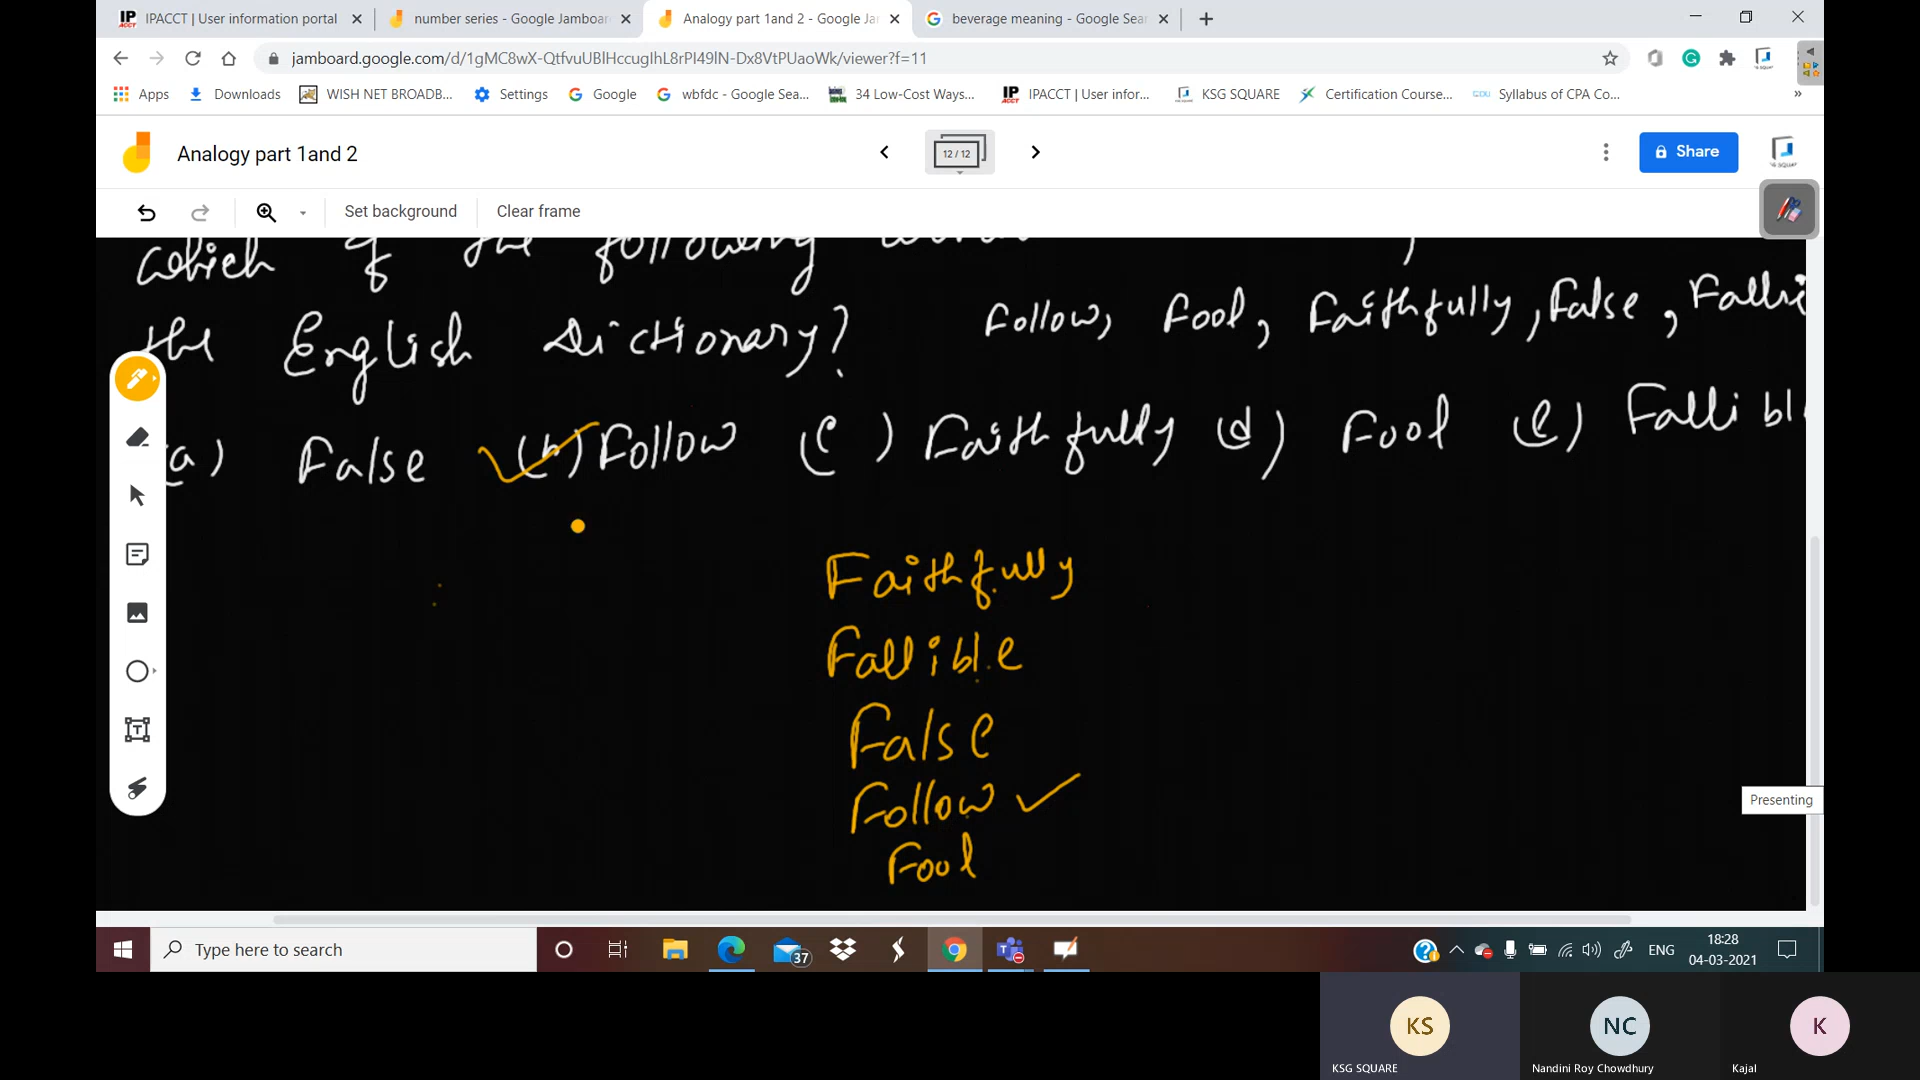 IPACCT | User information portal
number series - Google Jamboar
Analogy part 1and 2 - Google Ja
beverage meaning - Google Sea
jamboard.google.com/d/1gMC8wX-QtfvuUBlHccugIhL8rPI49lN-Dx8VtPUaoWk/viewer?f=11
Apps Downloads WISH NET BROADB... Settings Google wbfdc - Google Sea... 34 Low-Cost Ways... IPACCT | User infor... KSG SQUARE Certification Course... Syllabus of CPA Co... »
Analogy part 1and 2
12 / 12
Share
Set background Clear frame
which of the following
the English Dictionary? Follow, Fool, Faithfully, False, Falli
(a) False (b) Follow (c) Faithfully (d) Fool (e) Fallibl
Faithfully
Fallible
False
Follow
Fool
Presenting
Type here to search
37
ENG
18:28
04-03-2021
KS NC K
KSG SQUARE Nandini Roy Chowdhury Kajal